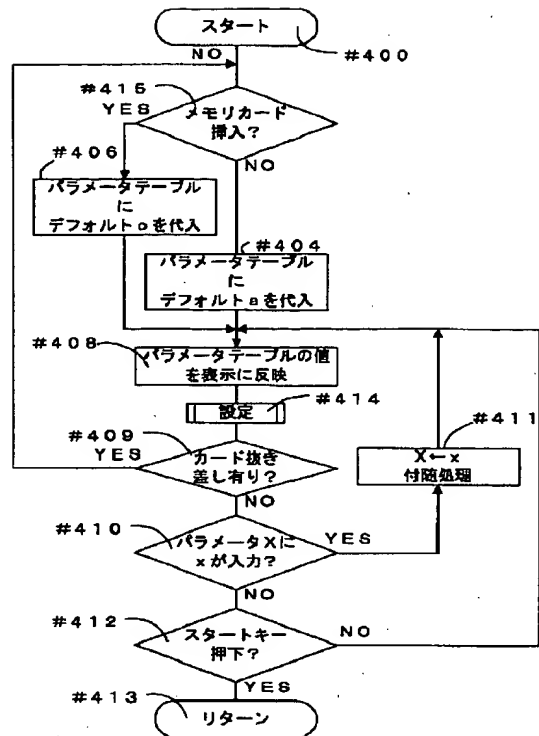 スタート
#400
NO
#415
YES
メモリカード
挿入?
#406
NO
パラメータテーブル
に
デフォルトoを代入
#404
パラメータテーブル
に
デフォルトaを代入
#408
パラメータテーブルの値
を表示に反映
#414
設定
#411
#409
YES
カード抜き
差し有り?
X←x
付随処理
NO
#410
パラメータXに
xが入力?
YES
NO
#412
スタートキー
押下?
NO
YES
#413
リターン